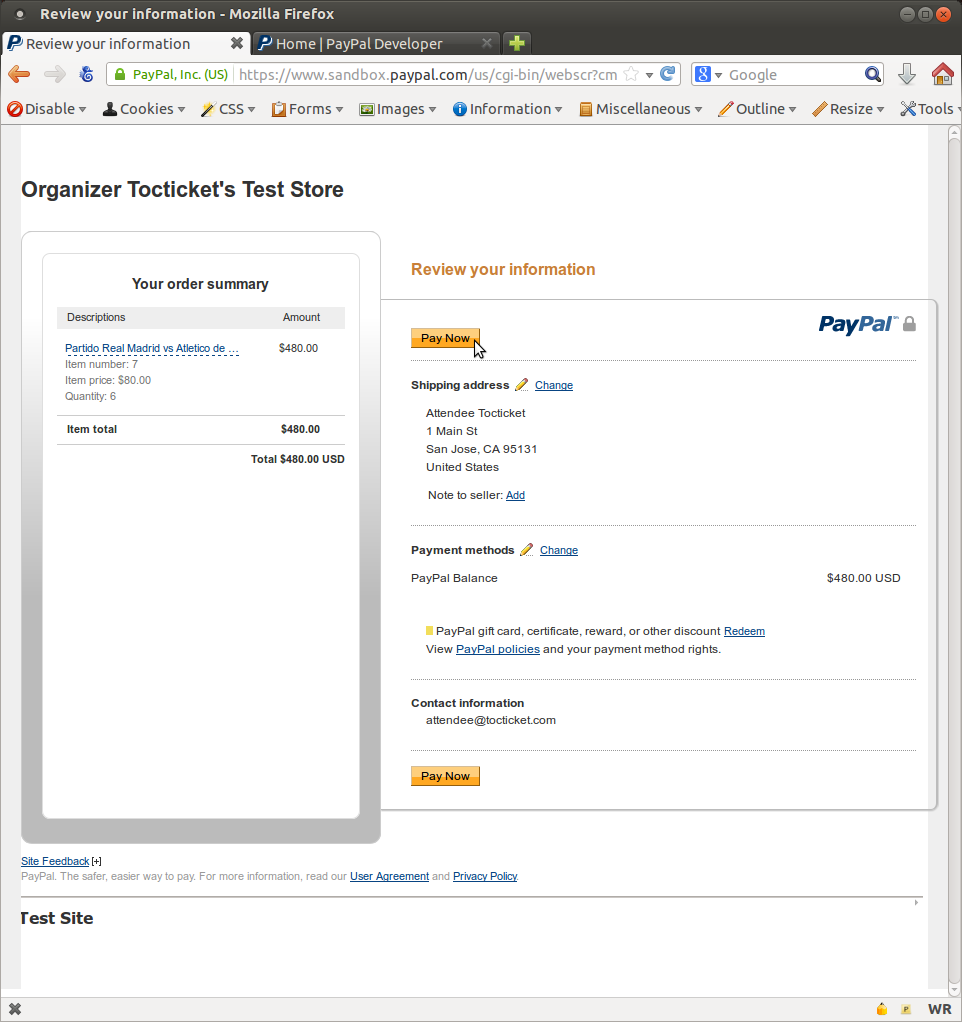 Review your information - Mozilla Firefox
Review your information
Home | PayPal Developer
PayPal, Inc. (US) https://www.sandbox.paypal.com/us/cgi-bin/webscr?cm
Google
Disable Cookies CSS Forms Images Information Miscellaneous Outline Resize Tools
Organizer Tocticket's Test Store
Your order summary
Descriptions Amount
Partido Real Madrid vs Atletico de ... $480.00
Item number: 7
Item price: $80.00
Quantity: 6
Item total $480.00
Total $480.00 USD
Review your information
Pay Now
PayPal
Shipping address Change
Attendee Tocticket
1 Main St
San Jose, CA 95131
United States
Note to seller: Add
Payment methods Change
PayPal Balance $480.00 USD
PayPal gift card, certificate, reward, or other discount Redeem
View PayPal policies and your payment method rights.
Contact information
attendee@tocticket.com
Pay Now
Site Feedback [+]
PayPal. The safer, easier way to pay. For more information, read our User Agreement and Privacy Policy.
Test Site
WR